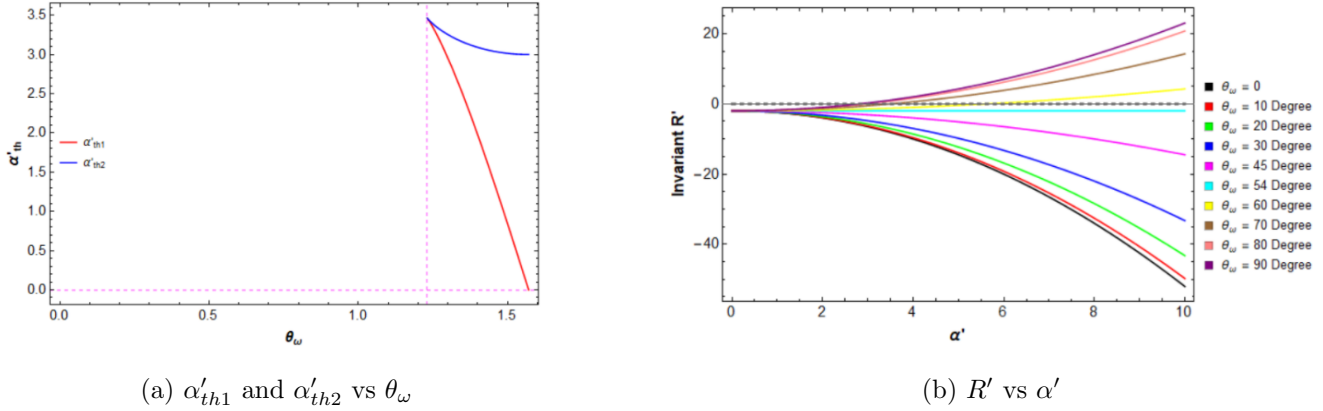 3.5
3.0
2.5
2.0
1.5
1.0
0.5
0.0
α'th
α'th1
α'th2
0.0
0.5
1.0
1.5
θω
(a) α′th1 and α′th2 vs θω
20
0
−20
−40
Invariant R'
0
2
4
6
8
10
α'
θω = 0
θω = 10 Degree
θω = 20 Degree
θω = 30 Degree
θω = 45 Degree
θω = 54 Degree
θω = 60 Degree
θω = 70 Degree
θω = 80 Degree
θω = 90 Degree
(b) R′ vs α′